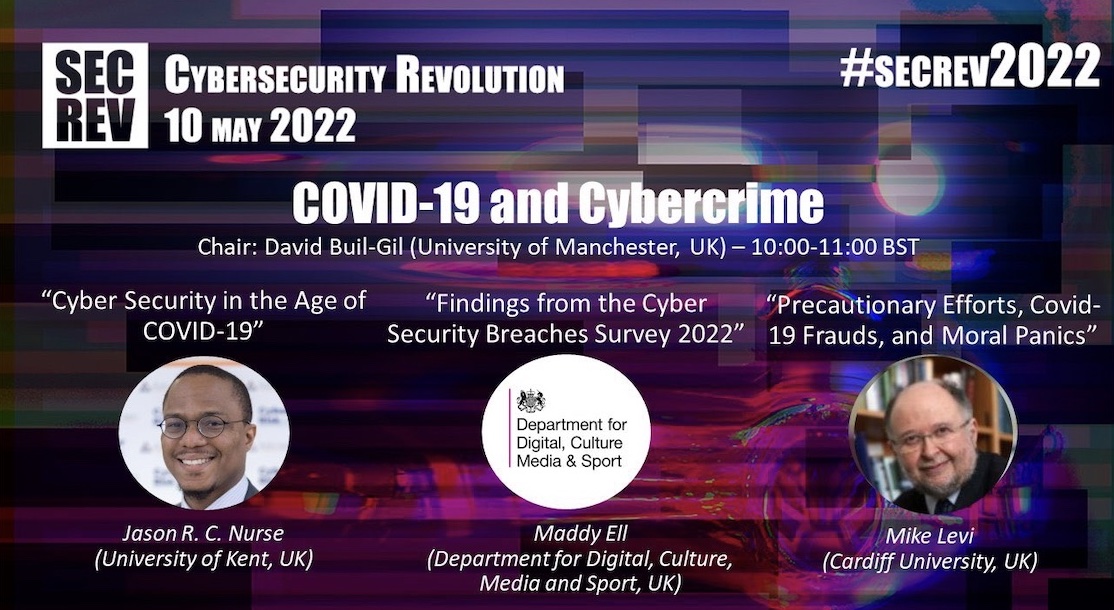 SEC
REV
Cybersecurity Revolution
10 may 2022
#secrev2022
COVID-19 and Cybercrime
Chair: David Buil-Gil (University of Manchester, UK) – 10:00-11:00 BST
“Cyber Security in the Age of
COVID-19”
“Findings from the Cyber
Security Breaches Survey 2022”
“Precautionary Efforts, Covid-
19 Frauds, and Moral Panics”
Department for
Digital, Culture
Media & Sport
Jason R. C. Nurse
(University of Kent, UK)
Maddy Ell
(Department for Digital, Culture,
Media and Sport, UK)
Mike Levi
(Cardiff University, UK)